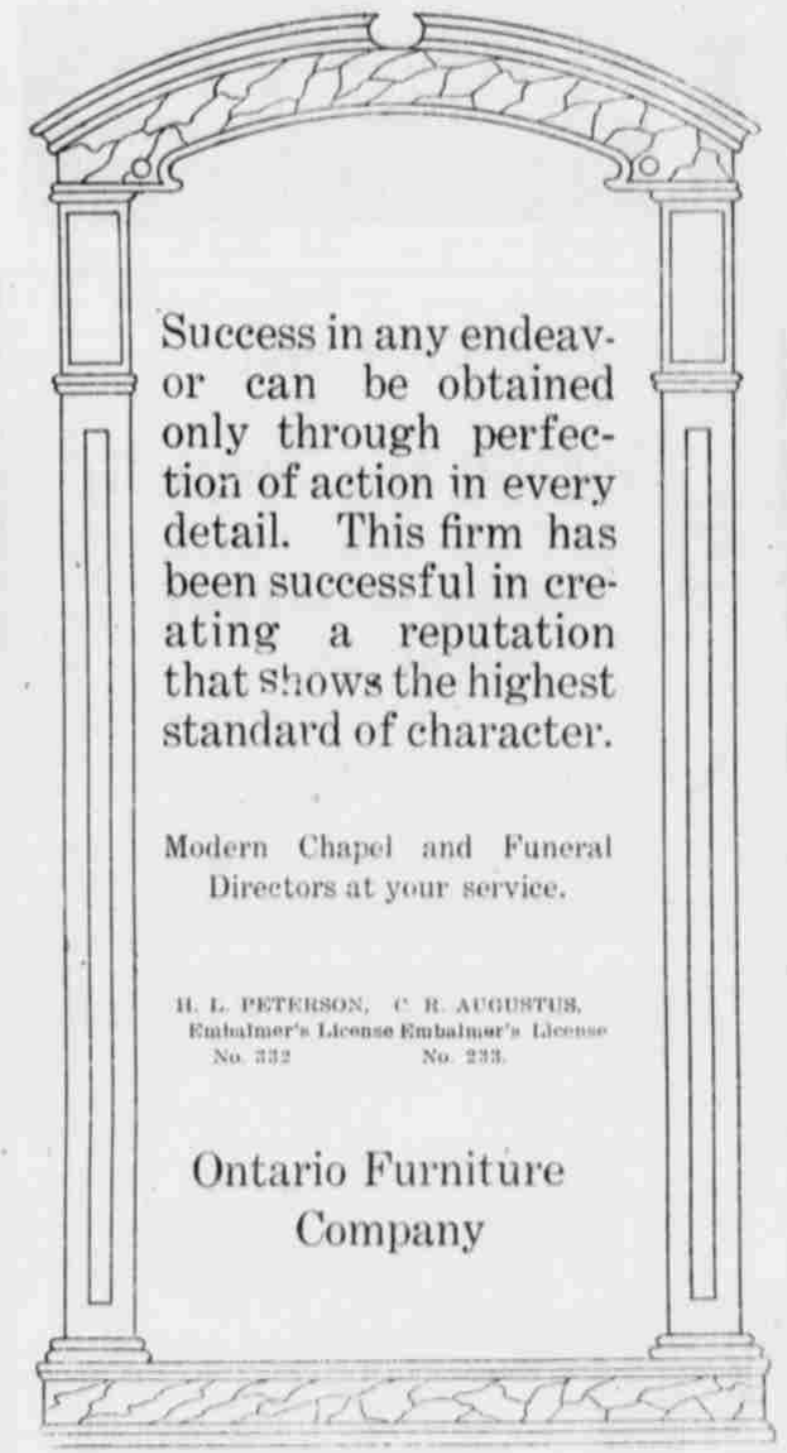 Success in any endeav-
or can be obtained
only through perfec-
tion of action in every
detail. This firm has
been successful in cre-
ating a reputation
that shows the highest
standard of character.
Modern Chapel and Funeral
Directors at your service.
H. L. PETERSON, C. R. AUGUSTUS,
Embalmer's License Embalmer's License
No. 332 No. 233.
Ontario Furniture
Company